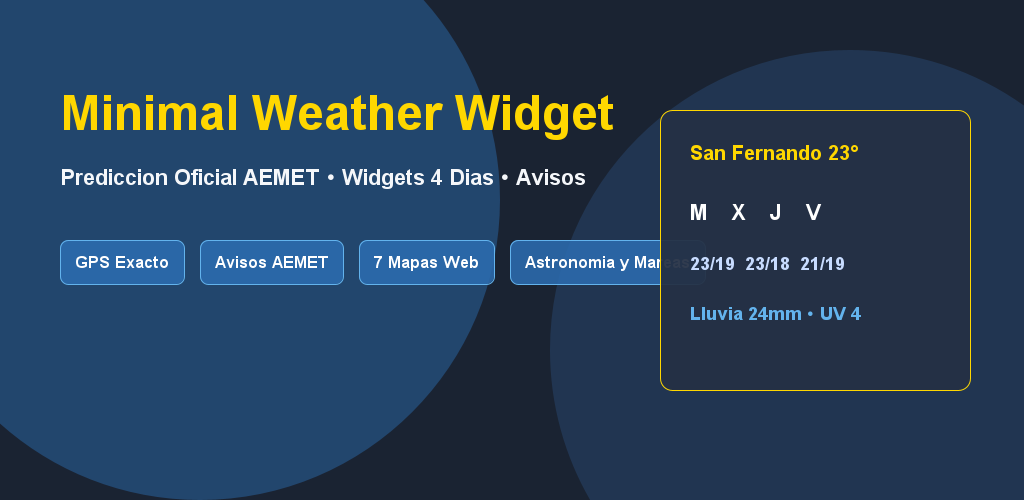 Minimal Weather Widget
Prediccion Oficial AEMET • Widgets 4 Dias • Avisos
GPS Exacto
Avisos AEMET
7 Mapas Web
Astronomia y Mareas
San Fernando 23°
M X J V
23/19 23/18 21/19
Lluvia 24mm • UV 4